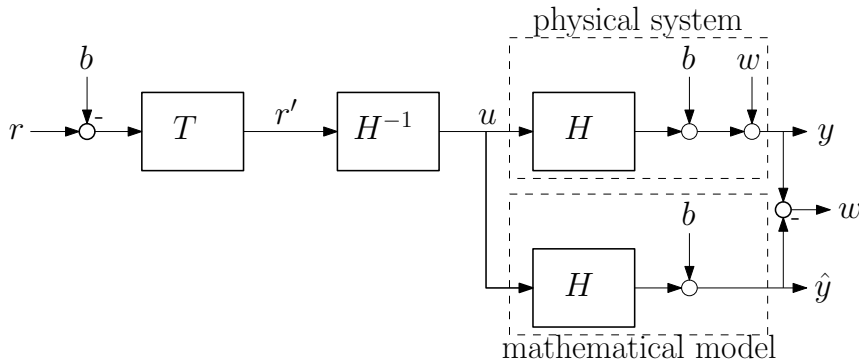 physical system
b
b
w
r
-
T
r′
H⁻¹
u
H
y
b
-
w
H
ŷ
mathematical model